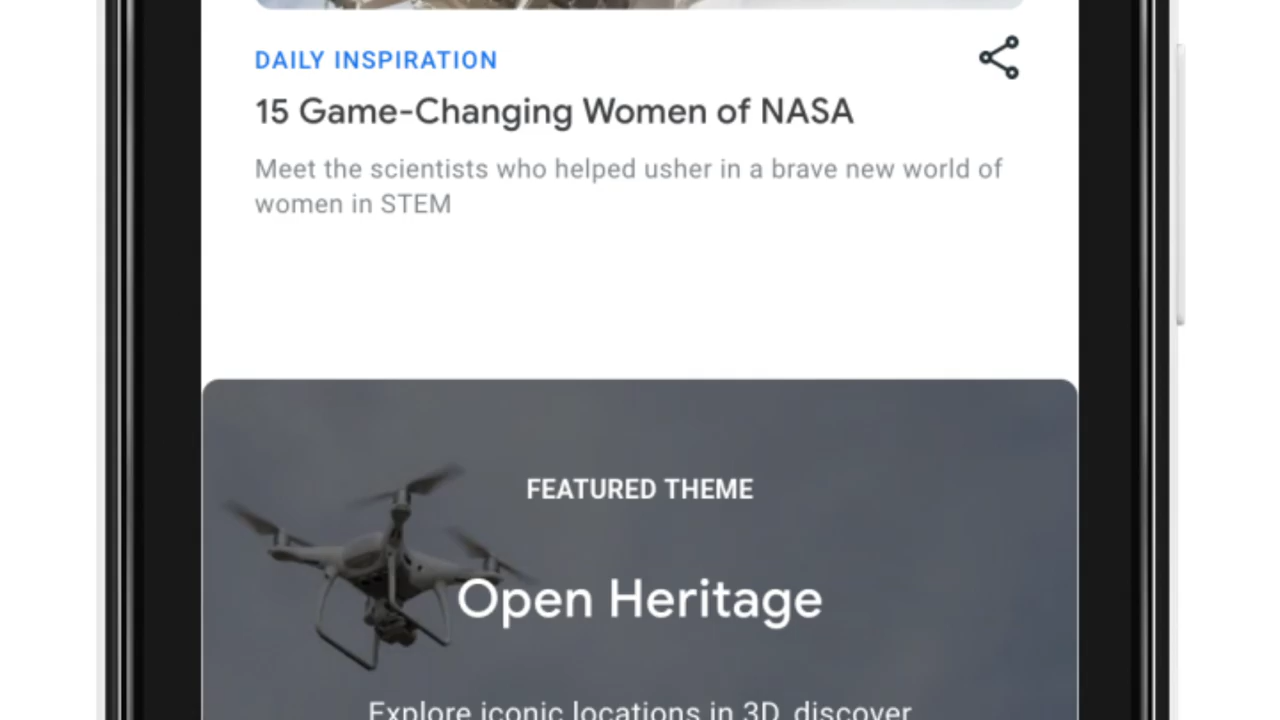 DAILY INSPIRATION
15 Game-Changing Women of NASA
Meet the scientists who helped usher in a brave new world of
women in STEM
FEATURED THEME
Open Heritage
Explore iconic locations in 3D, discover